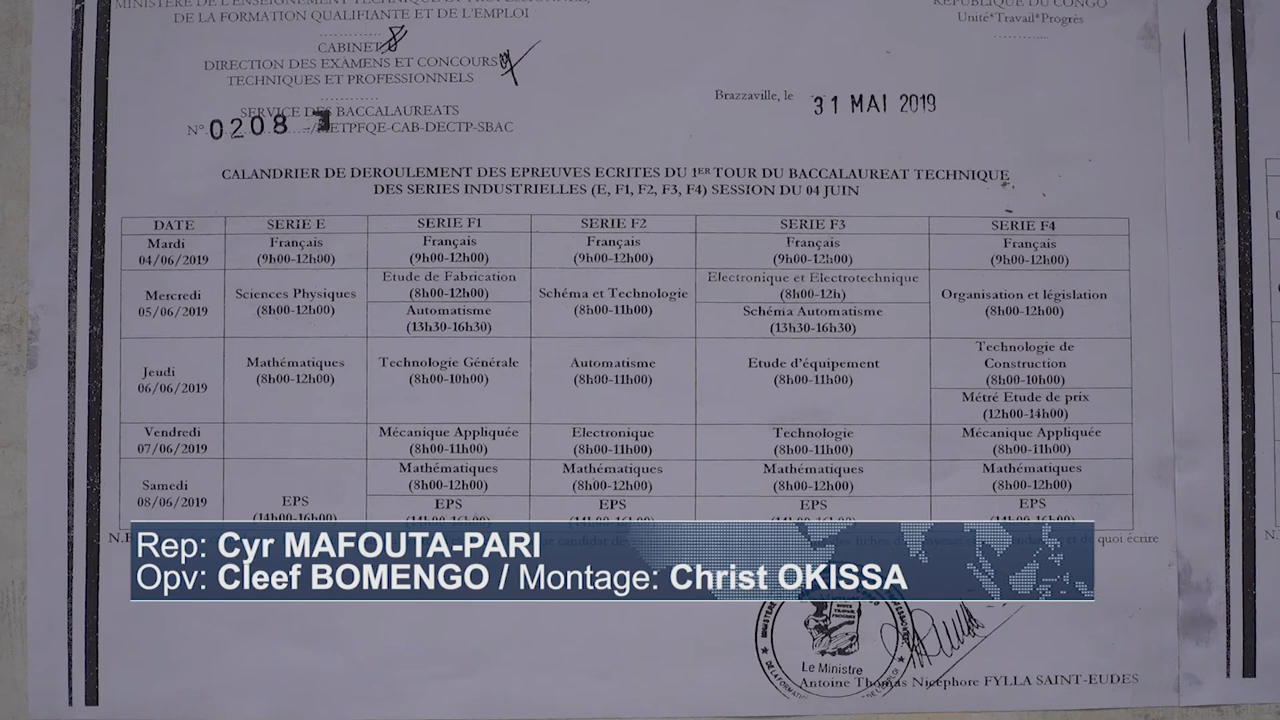 MINISTERE DE L'ENSEIGNEMENT TECHNIQUE ET PROFESSIONNEL,
DE LA FORMATION QUALIFIANTE ET DE L'EMPLOI
REPUBLIQUE DU CONGO
Unité*Travail*Progrès
CABINET
DIRECTION DES EXAMENS ET CONCOURS
TECHNIQUES ET PROFESSIONNELS
SERVICE DES BACCALAUREATS
N° 0208 /METPFQE-CAB-DECTP-SBAC
Brazzaville, le 31 MAI 2019
CALANDRIER DE DEROULEMENT DES EPREUVES ECRITES DU 1ER TOUR DU BACCALAUREAT TECHNIQUE
DES SERIES INDUSTRIELLES (E, F1, F2, F3, F4) SESSION DU 04 JUIN
DATE SERIE E SERIE F1 SERIE F2 SERIE F3 SERIE F4
Mardi Français Français Français Français Français
04/06/2019 (9h00-12h00) (9h00-12h00) (9h00-12h00) (9h00-12h00) (9h00-12h00)
Etude de Fabrication Electronique et Electrotechnique
(8h00-12h00) (8h00-12h)
Mercredi Sciences Physiques Schéma et Technologie Organisation et législation
05/06/2019 (8h00-12h00) (8h00-11h00) (8h00-12h00)
Automatisme Schéma Automatisme
(13h30-16h30) (13h30-16h30)
Technologie de
Construction
(8h00-10h00)
Jeudi Mathématiques Technologie Générale Automatisme Etude d'équipement
06/06/2019 (8h00-12h00) (8h00-10h00) (8h00-11h00) (8h00-11h00)
Métré Etude de prix
(12h00-14h00)
Vendredi Mécanique Appliquée Electronique Technologie Mécanique Appliquée
07/06/2019 (8h00-11h00) (8h00-11h00) (8h00-11h00) (8h00-11h00)
Mathématiques Mathématiques Mathématiques Mathématiques
(8h00-12h00) (8h00-12h00) (8h00-12h00) (8h00-12h00)
Samedi
08/06/2019 EPS EPS EPS EPS EPS
(14h00-16h00) (14h00-16h00)
de quoi écrire
Rep: Cyr MAFOUTA-PARI
Opv: Cleef BOMENGO / Montage: Christ OKISSA
Le Ministre
Antoine Thomas Nicephore FYLLA SAINT-EUDES
N.